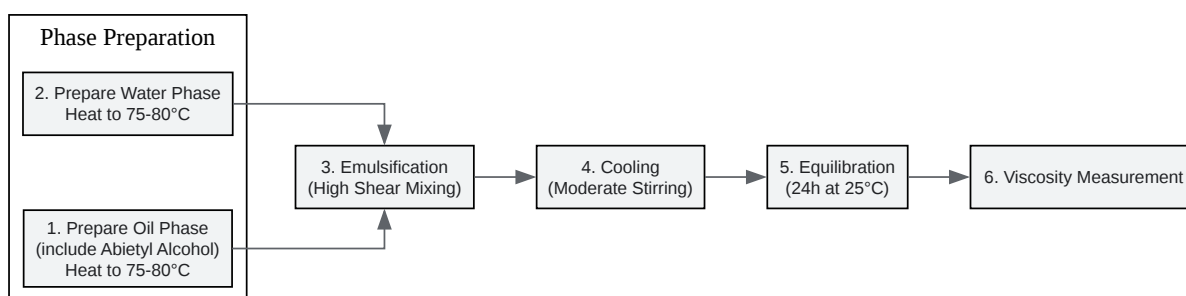 Phase Preparation
2. Prepare Water Phase
Heat to 75-80°C
1. Prepare Oil Phase
(include Abietyl Alcohol)
Heat to 75-80°C
3. Emulsification
(High Shear Mixing)
4. Cooling
(Moderate Stirring)
5. Equilibration
(24h at 25°C)
6. Viscosity Measurement